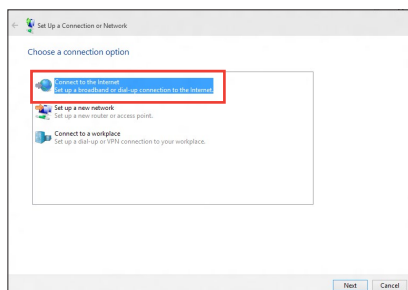 Set Up a Connection or Network
Choose a connection option
Connect to the Internet
Set up a broadband or dial-up connection to the Internet.
Set up a new network
Set up a new router or access point.
Connect to a workplace
Set up a dial-up or VPN connection to your workplace.
Next Cancel